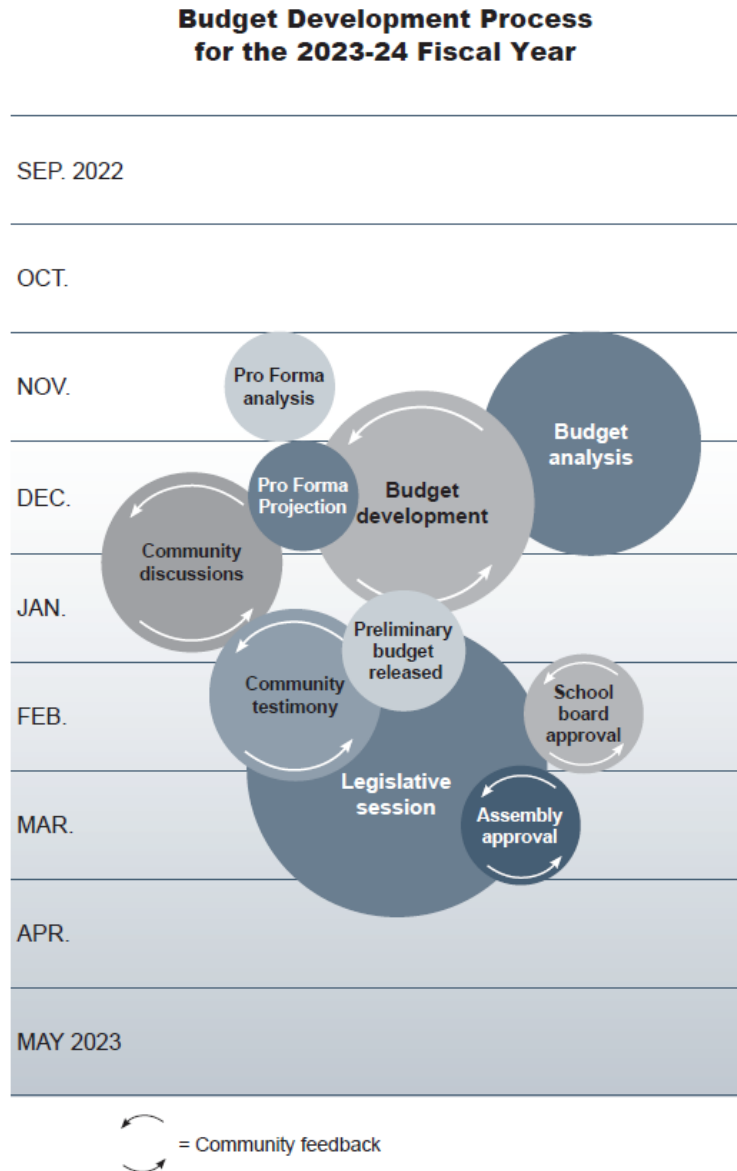 Budget Development Process
for the 2023-24 Fiscal Year
SEP. 2022
OCT.
NOV.
Pro Forma
analysis
Budget
analysis
DEC.
Pro Forma
Projection
Budget
development
Community
discussions
JAN.
Preliminary
budget
released
Community
testimony
FEB.
School
board
approval
Legislative
session
MAR.
Assembly
approval
APR.
MAY 2023
= Community feedback